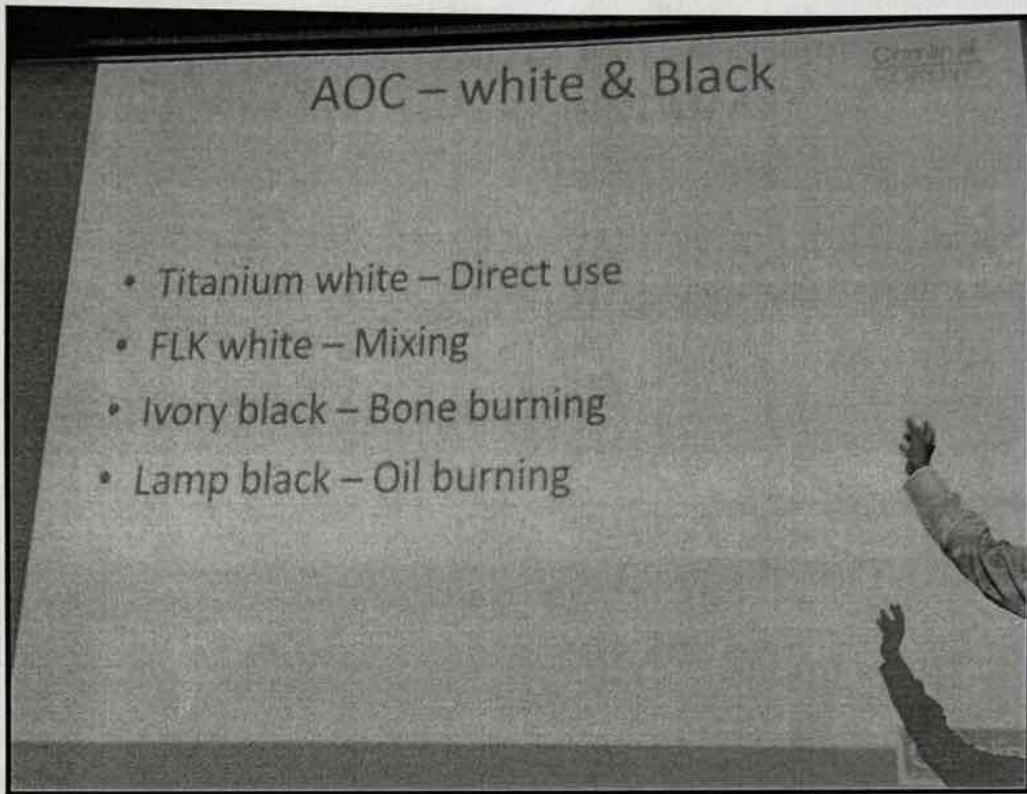 AOC – white & Black
• Titanium white – Direct use
• FLK white – Mixing
• Ivory black – Bone burning
• Lamp black – Oil burning